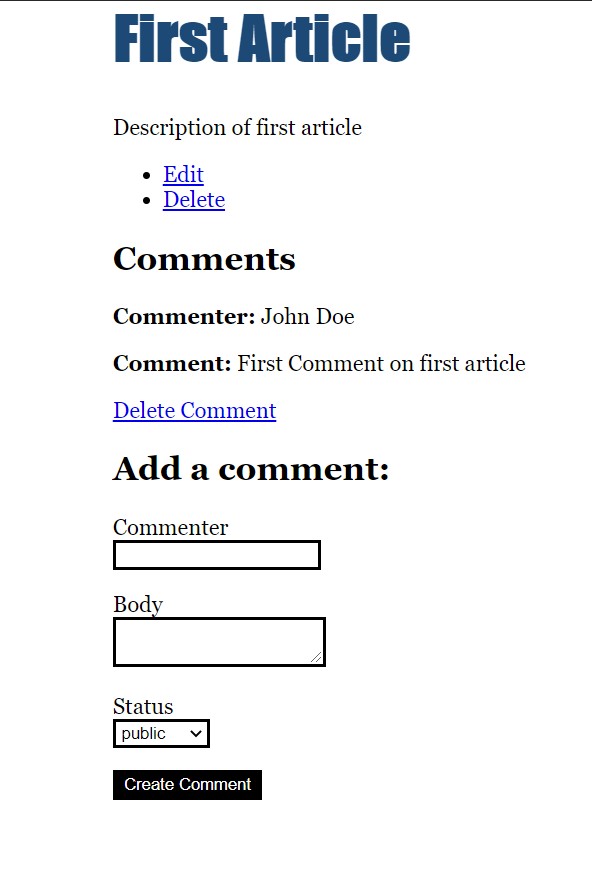 First Article
Description of first article
Edit
Delete
Comments
Commenter: John Doe
Comment: First Comment on first article
Delete Comment
Add a comment:
Commenter
Body
Status
public
Create Comment